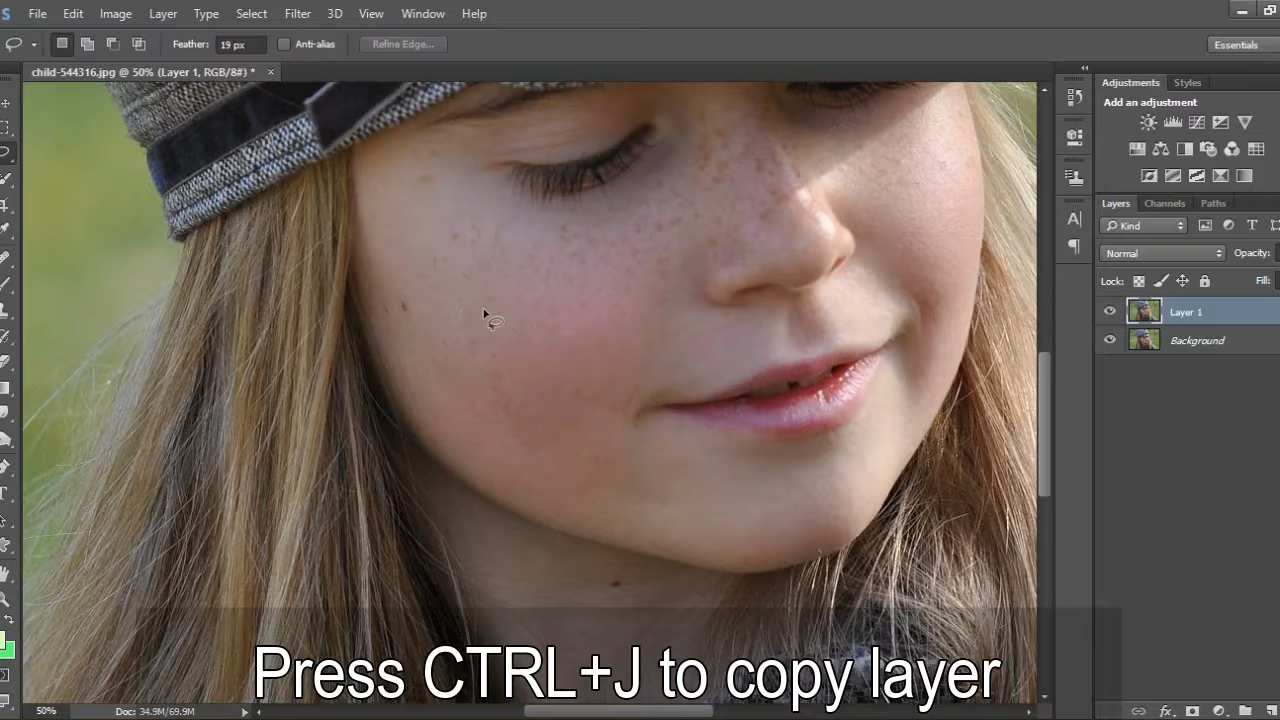 File Edit Image Layer Type Select Filter 3D View Window Help
Feather: 19 px Anti-alias Refine Edge... Essentials
child-544316.jpg @ 50% (Layer 1, RGB/8#) * ×
Adjustments Styles
Add an adjustment
Layers Channels Paths
Kind
Normal Opacity:
Lock: Fill:
Layer 1
Background
Press CTRL+J to copy layer
50% Doc: 34.9M/69.9M